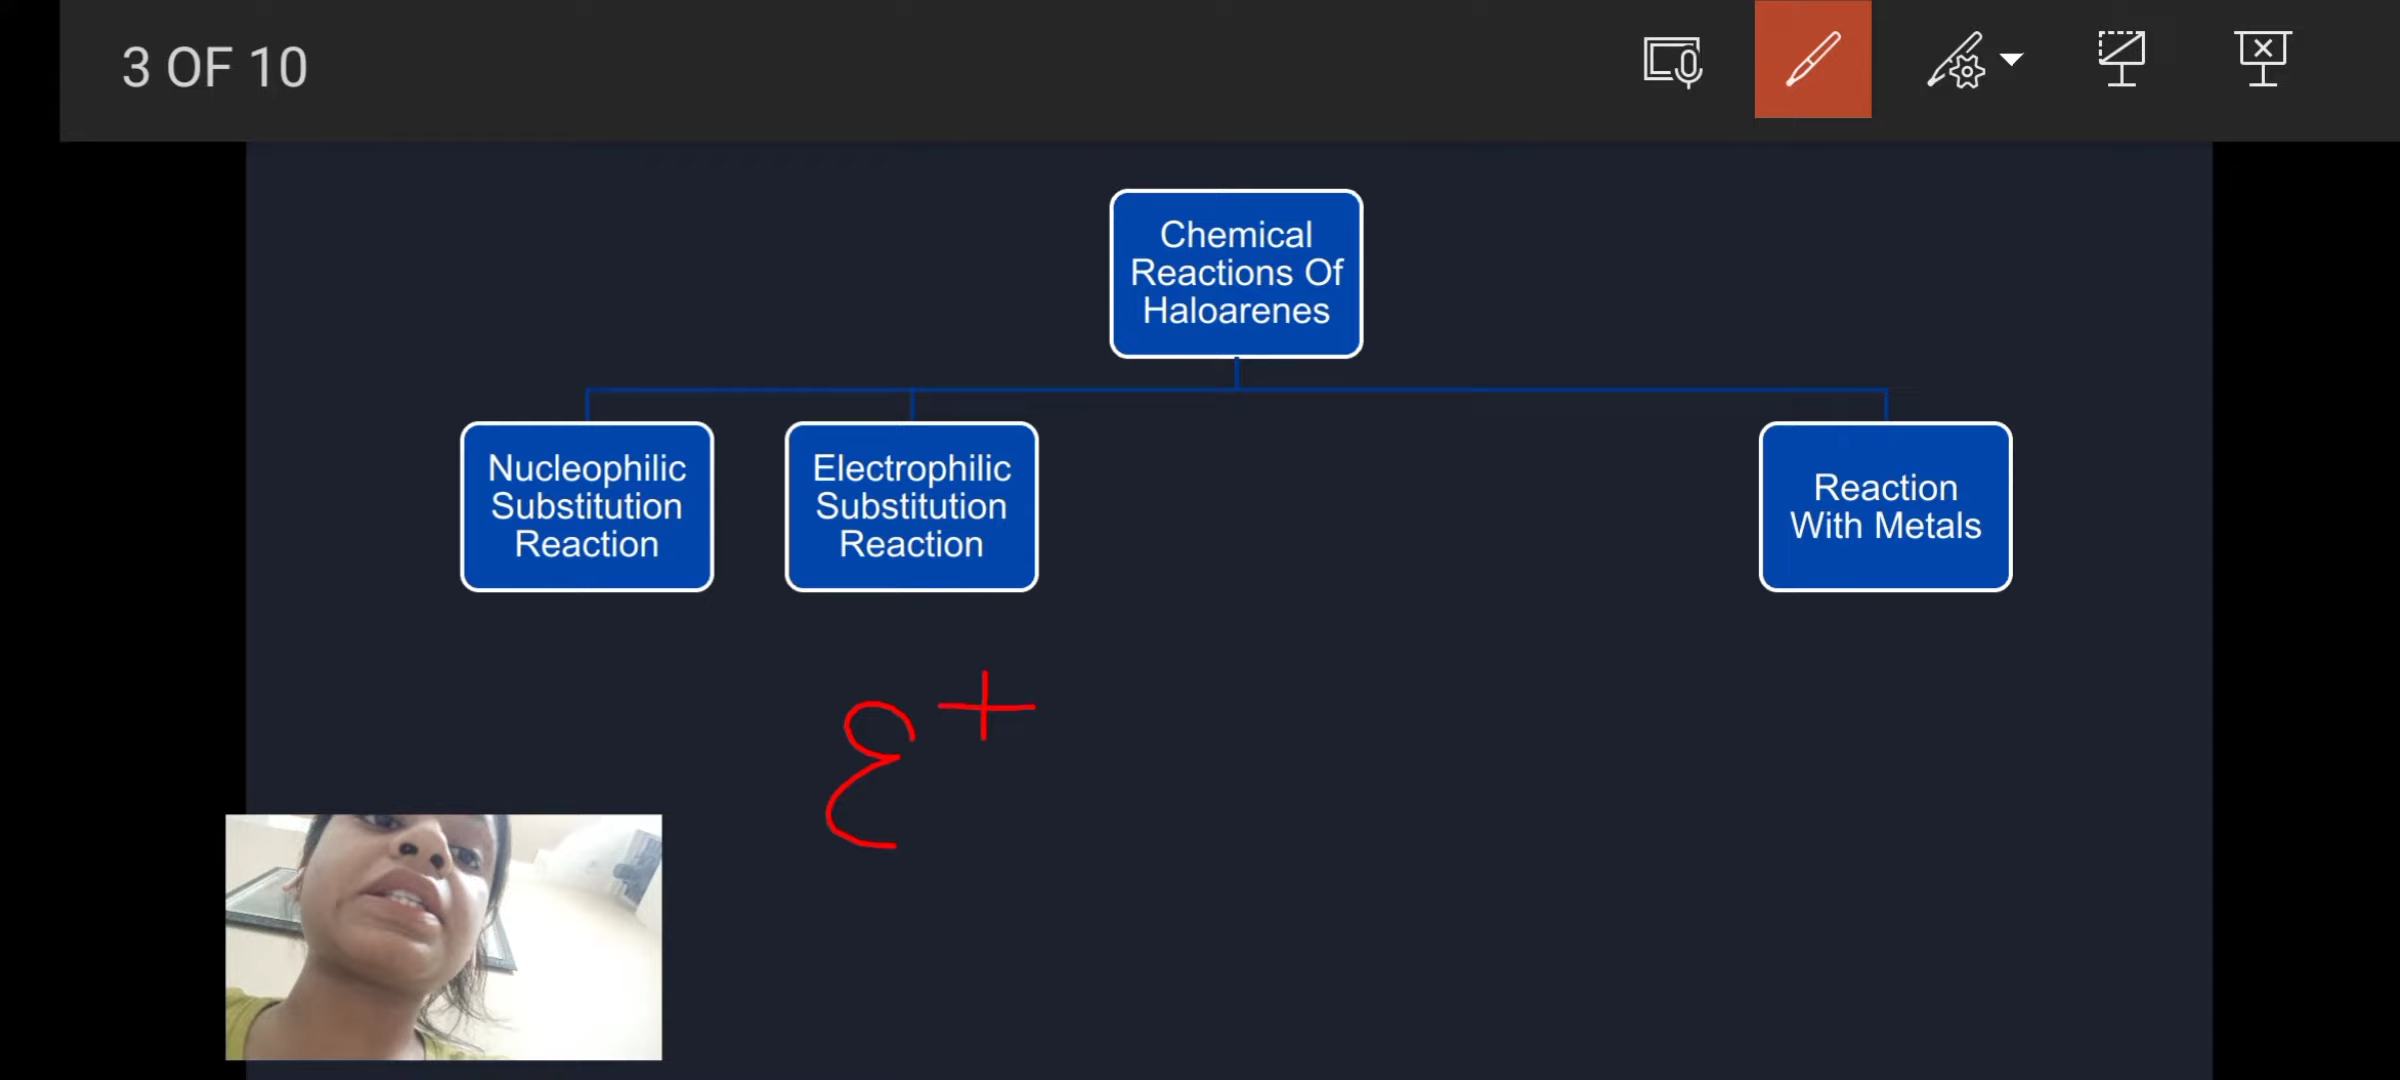 3 OF 10
Chemical
Reactions Of
Haloarenes
Nucleophilic
Substitution
Reaction
Electrophilic
Substitution
Reaction
Reaction
With Metals
E+